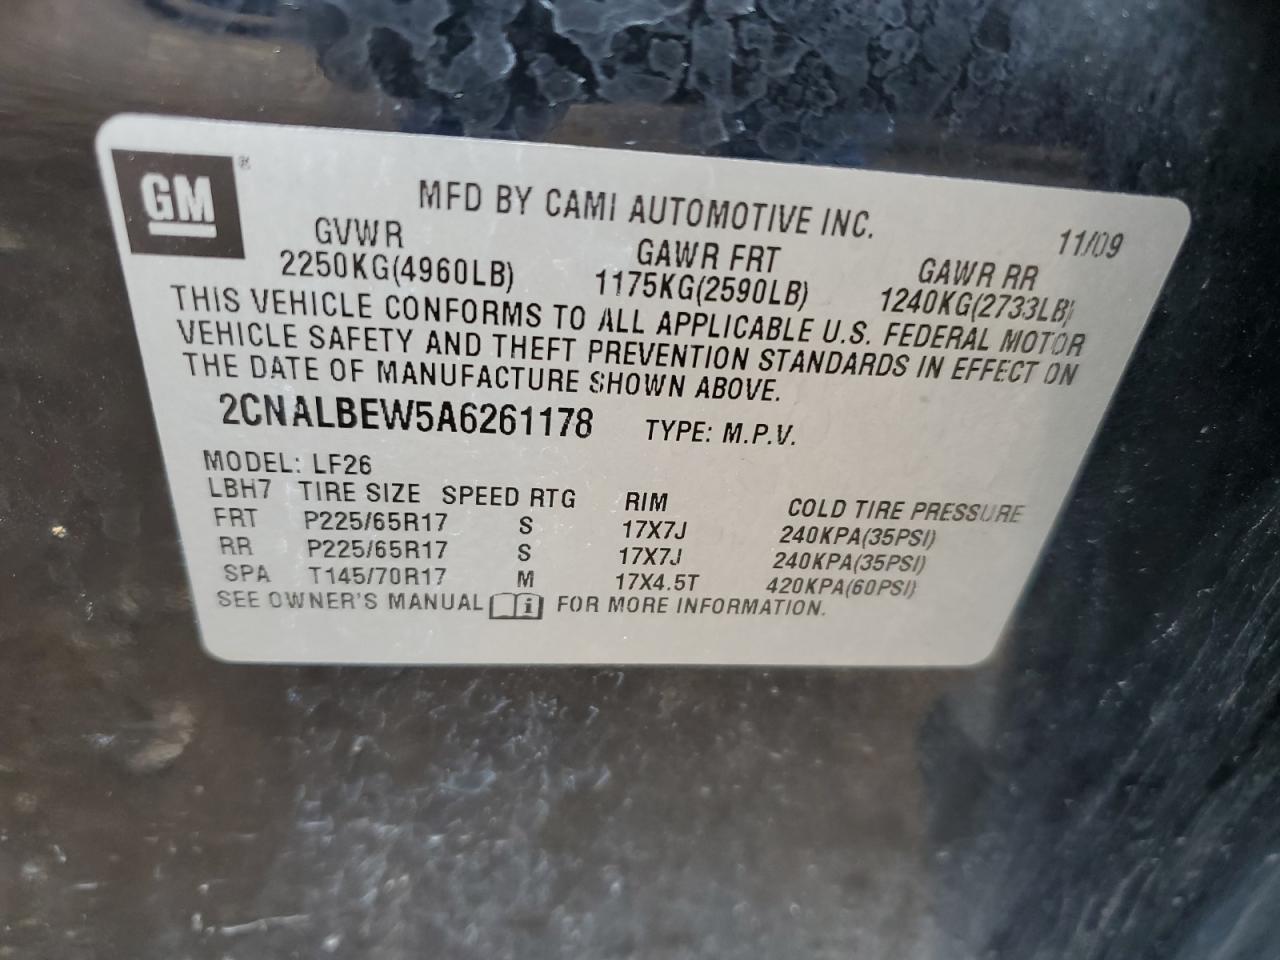 GM ®
MFD BY CAMI AUTOMOTIVE INC. 11/09
GVWR GAWR FRT GAWR RR
2250KG(4960LB) 1175KG(2590LB) 1240KG(2733LB)
THIS VEHICLE CONFORMS TO ALL APPLICABLE U.S. FEDERAL MOTOR
VEHICLE SAFETY AND THEFT PREVENTION STANDARDS IN EFFECT ON
THE DATE OF MANUFACTURE SHOWN ABOVE.
2CNALBEW5A6261178 TYPE: M.P.V.
MODEL: LF26
LBH7 TIRE SIZE SPEED RTG RIM COLD TIRE PRESSURE
FRT P225/65R17 S 17X7J 240KPA(35PSI)
RR P225/65R17 S 17X7J 240KPA(35PSI)
SPA T145/70R17 M 17X4.5T 420KPA(60PSI)
SEE OWNER'S MANUAL i FOR MORE INFORMATION.